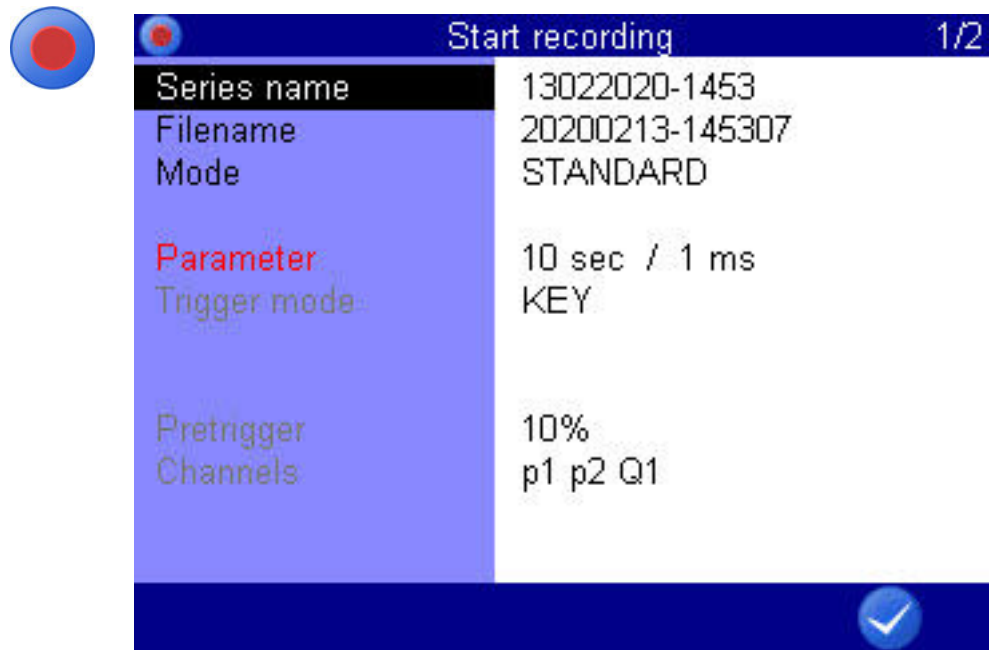 Start recording 1/2
Series name 13022020-1453
Filename 20200213-145307
Mode STANDARD
Parameter 10 sec / 1 ms
Trigger mode KEY
Pretrigger 10%
Channels p1 p2 Q1